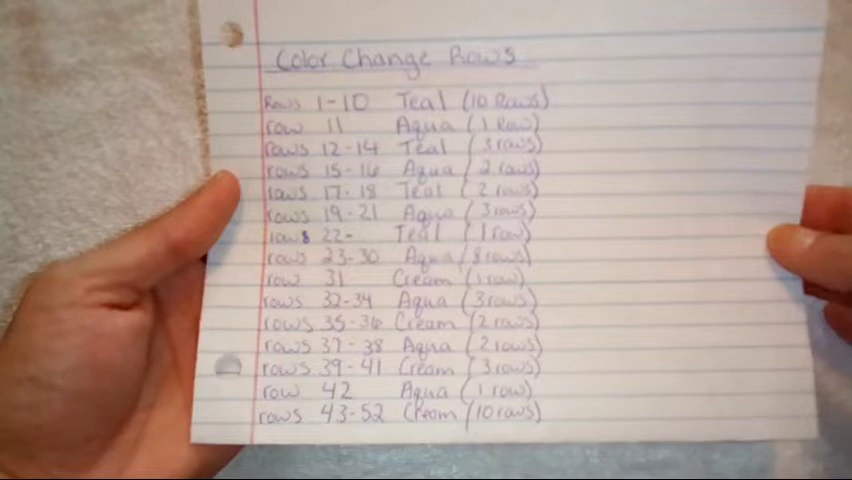 Color Change Rows
Rows 1-10 Teal (10 Rows)
row 11 Aqua (1 Row)
rows 12-14 Teal (3 rows)
rows 15-16 Aqua (2 rows)
rows 17-18 Teal (2 rows)
rows 19-21 Aqua (3 rows)
rows 22- Teal (1 row)
rows 23-30 Aqua (8 rows)
row 31 Cream (1 row)
rows 32-34 Aqua (3 rows)
rows 35-36 Cream (2 rows)
rows 37-38 Aqua (2 rows)
rows 39-41 Cream (3 rows)
row 42 Aqua (1 row)
rows 43-52 Cream (10 rows)